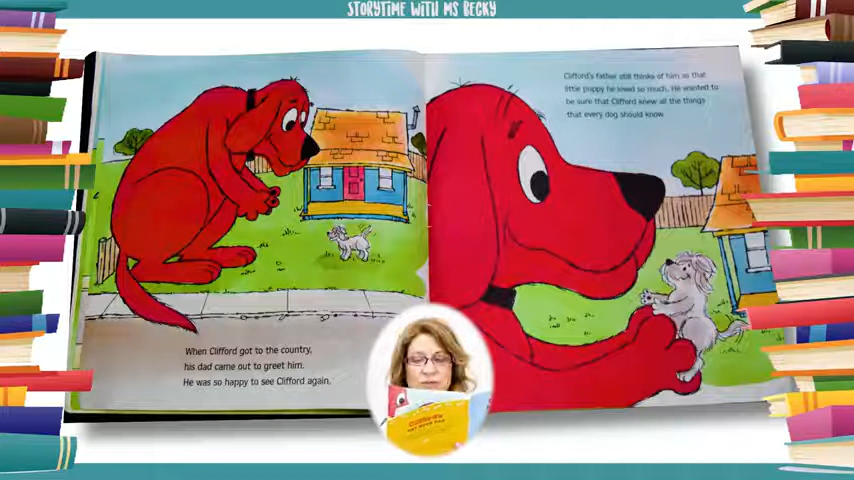 STORYTIME WITH MS BECKY
When Clifford got to the country,
his dad came out to greet him.
He was so happy to see Clifford again.
Clifford's father still thinks of him as that
little puppy he loved so much. He wanted to
be sure that Clifford knew all the things
that every dog should know.